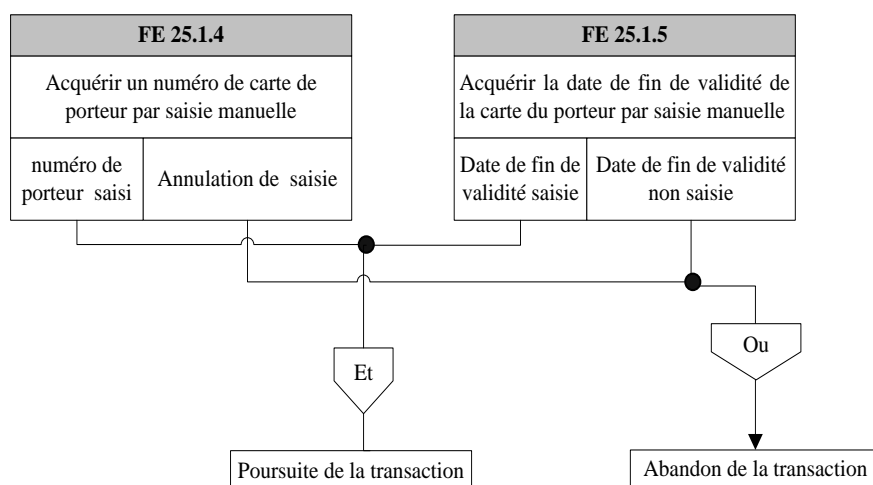 FE 25.1.4
Acquérir un numéro de carte de
porteur par saisie manuelle
numéro de
porteur saisi
Annulation de saisie
FE 25.1.5
Acquérir la date de fin de validité de
la carte du porteur par saisie manuelle
Date de fin de
validité saisie
Date de fin de validité
non saisie
Et
Ou
Poursuite de la transaction
Abandon de la transaction